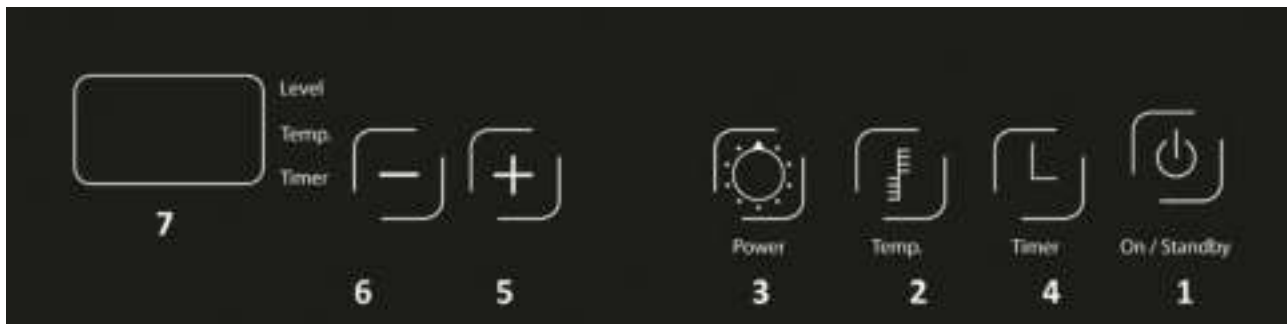 Level
Temp.
Timer
7
6
5
Power
Temp.
Timer
On / Standby
3
2
4
1